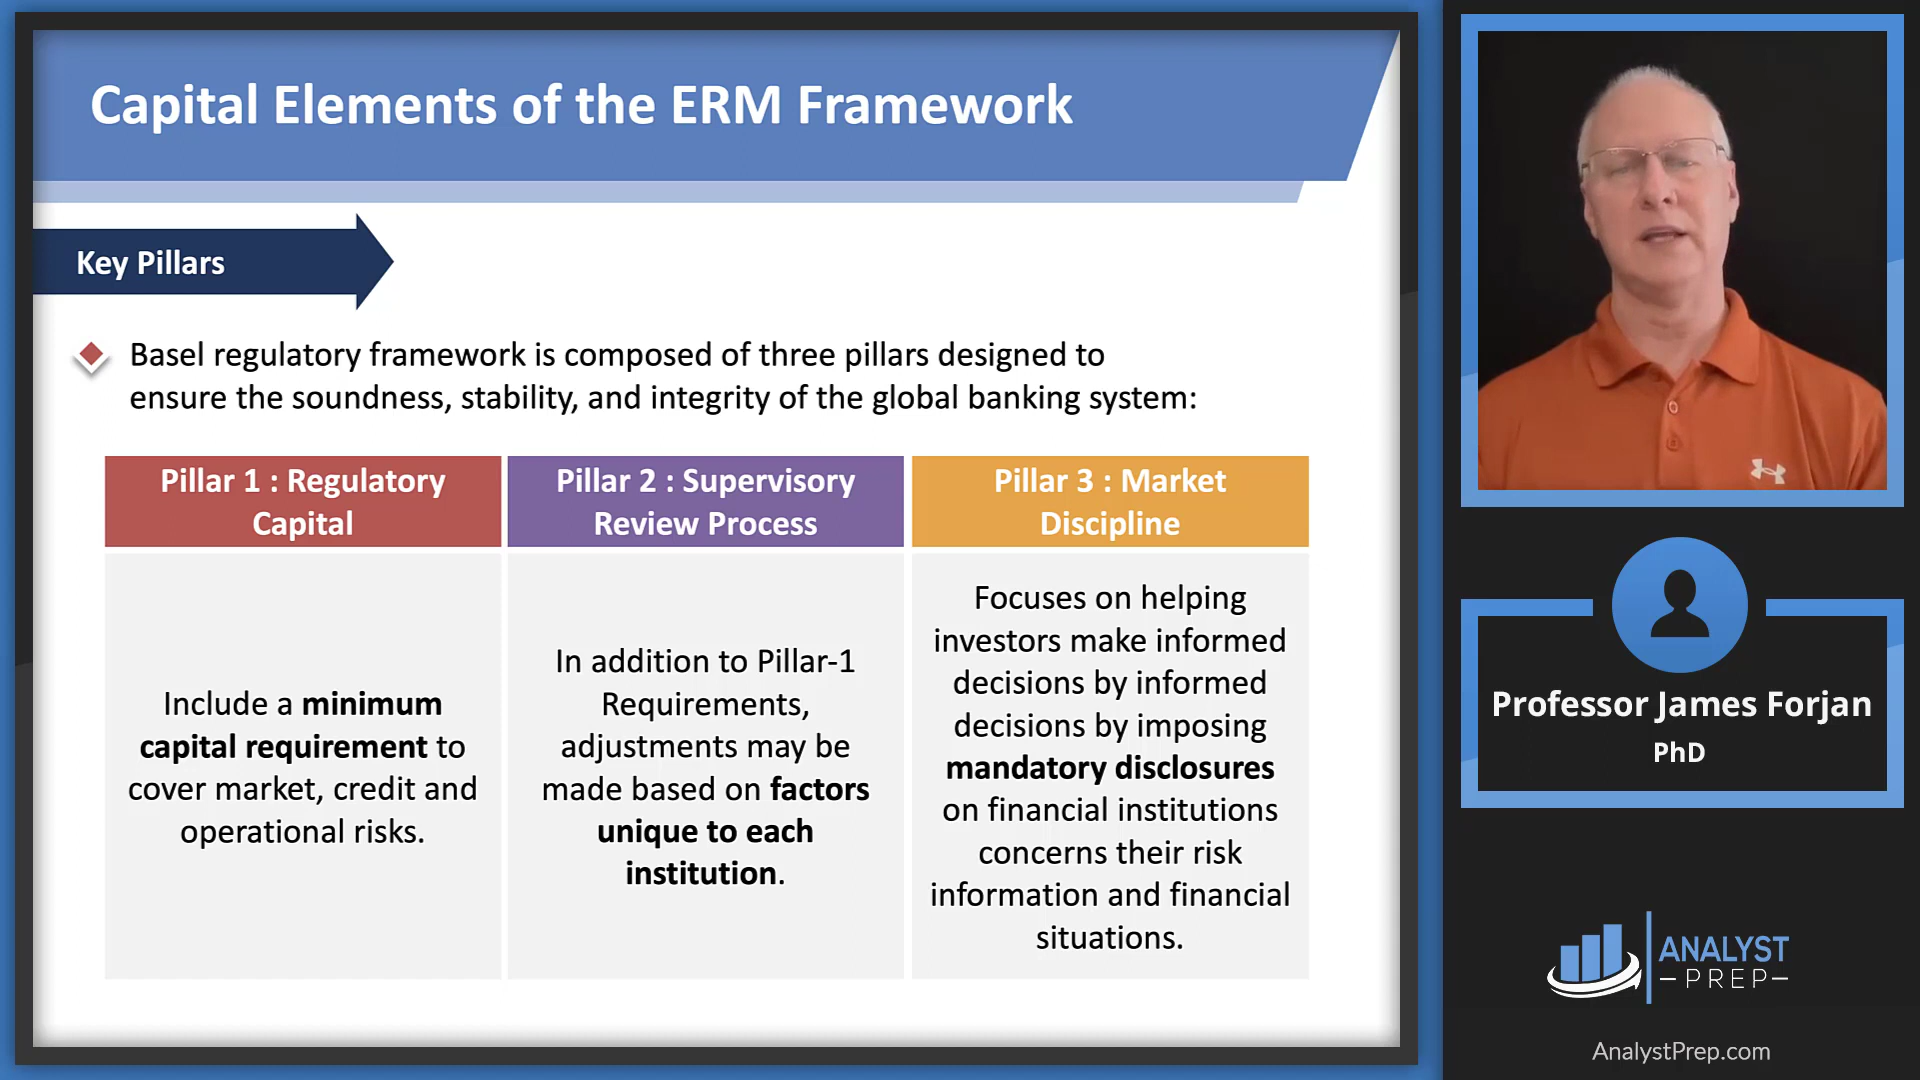 Capital Elements of the ERM Framework
Key Pillars
Basel regulatory framework is composed of three pillars designed to
ensure the soundness, stability, and integrity of the global banking system:
Pillar 1 : Regulatory
Capital
Include a minimum
capital requirement to
cover market, credit and
operational risks.
Pillar 2 : Supervisory
Review Process
In addition to Pillar-1
Requirements,
adjustments may be
made based on factors
unique to each
institution.
Pillar 3 : Market
Discipline
Focuses on helping
investors make informed
decisions by informed
decisions by imposing
mandatory disclosures
on financial institutions
concerns their risk
information and financial
situations.
Professor James Forjan
PhD
ANALYST
PREP
AnalystPrep.com